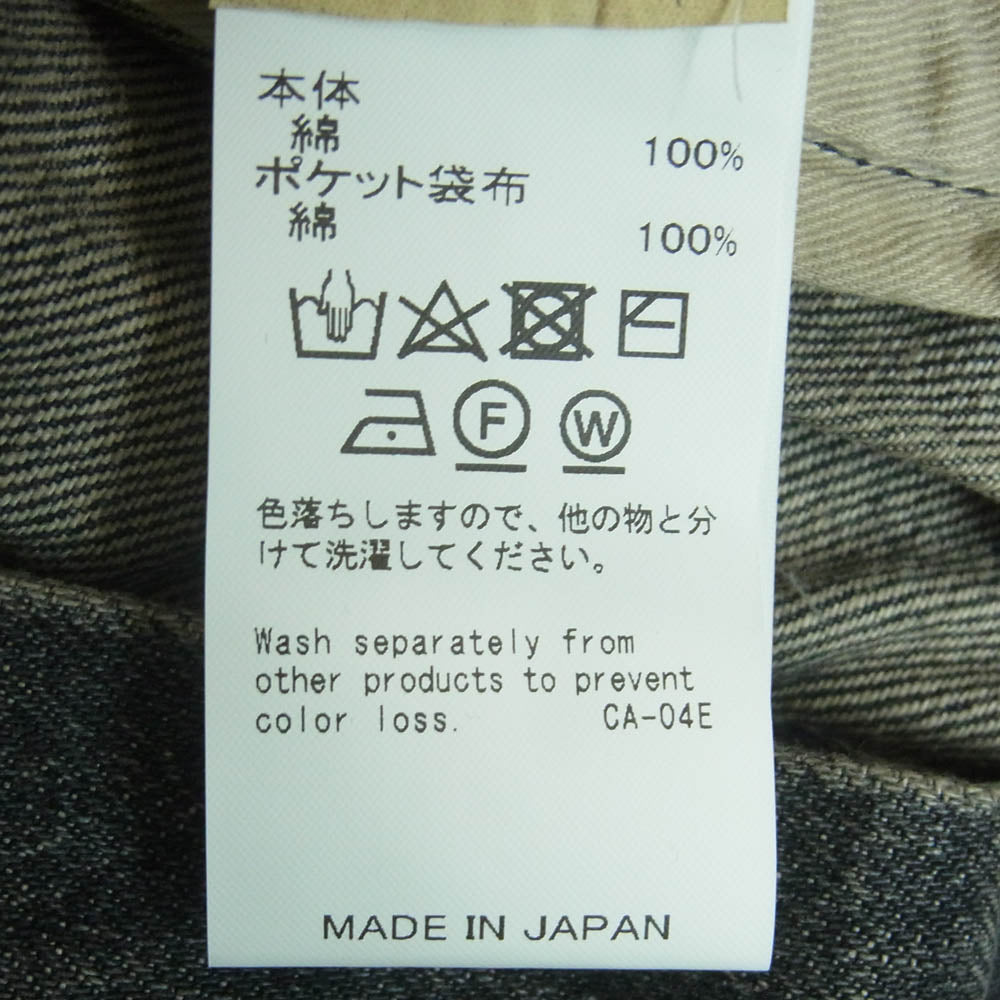 本体
綿 100%
ポケット袋布
綿 100%
F W
色落ちしますので、他の物と分
けて洗濯してください。
Wash separately from
other products to prevent
color loss. CA-04E
MADE IN JAPAN